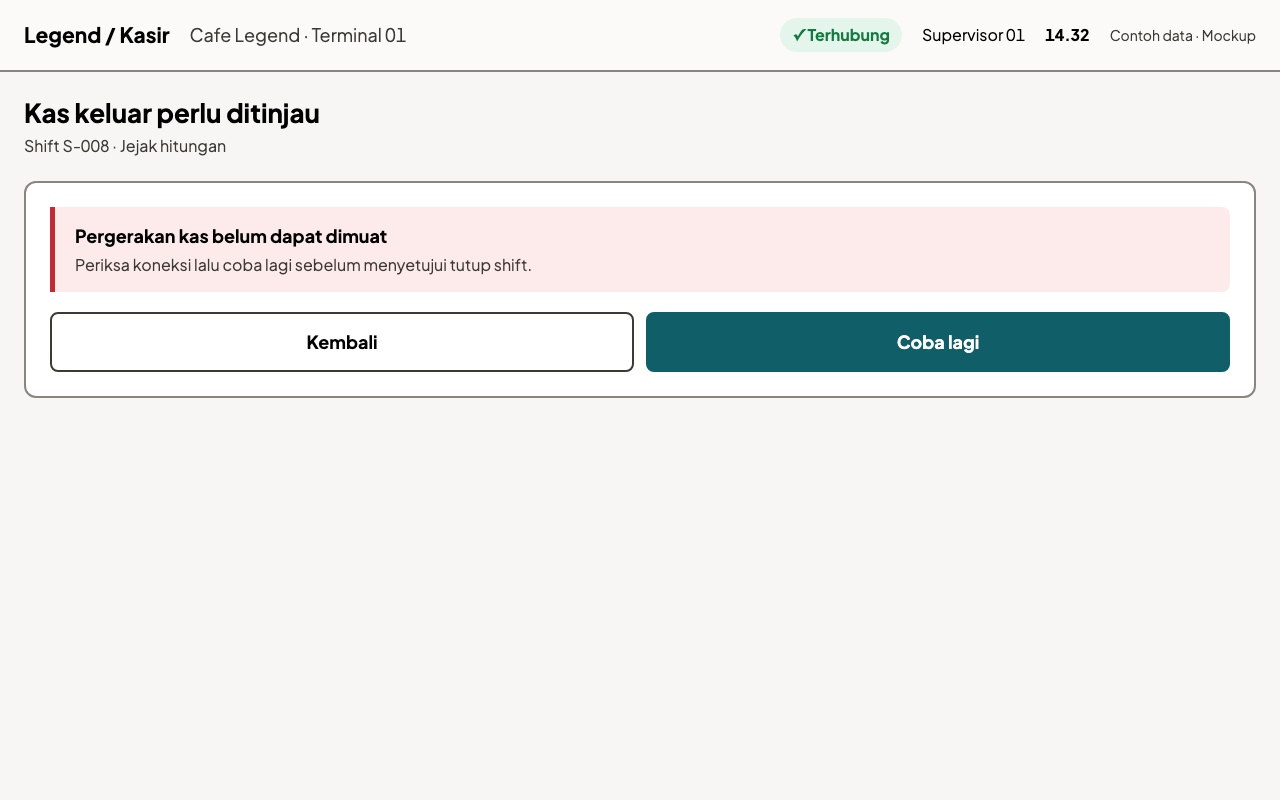 Legend / Kasir
Cafe Legend · Terminal 01
✓Terhubung
Supervisor 01
14.32
Contoh data · Mockup
Kas keluar perlu ditinjau
Shift S-008 · Jejak hitungan
Pergerakan kas belum dapat dimuat
Periksa koneksi lalu coba lagi sebelum menyetujui tutup shift.
Kembali
Coba lagi